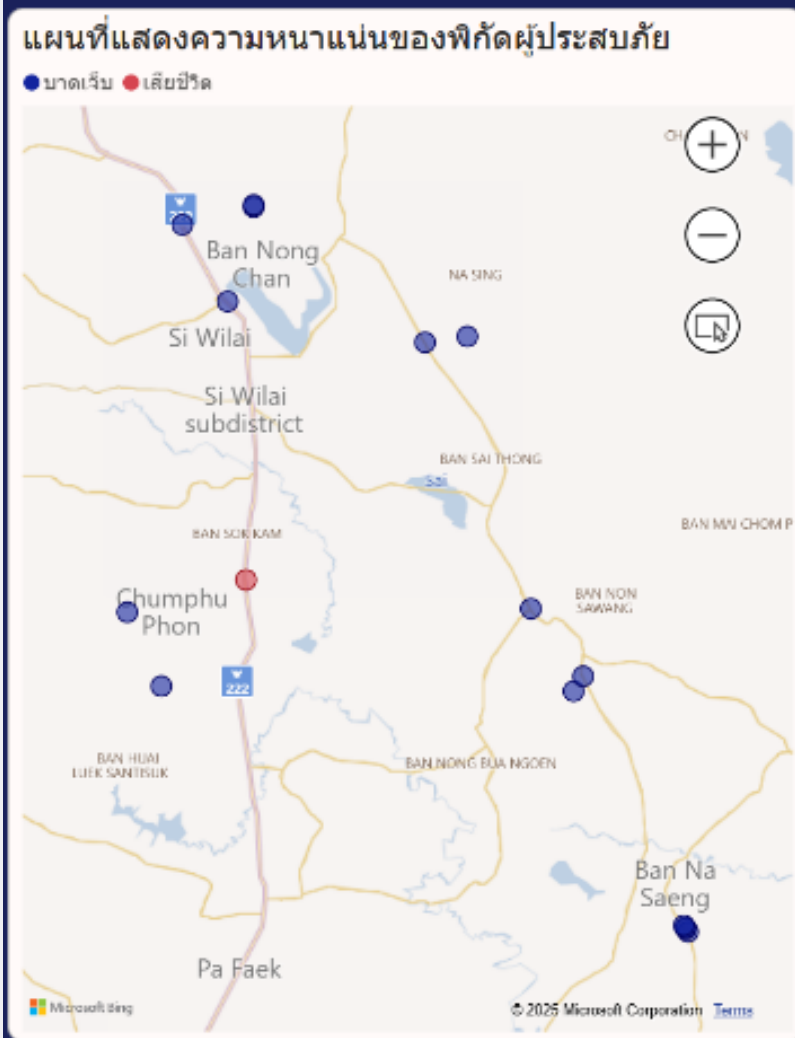 แผนที่แสดงความหนาแน่นของพิกัดผู้ประสบภัย
บาดเจ็บ เสียชีวิต
Ban Nong
Chan
NA SING
Si Wilai
Si Wilai
subdistrict
BAN SAI THONG
Sai
BAN MAI CHOM P
BAN SOK KAM
Chumphu
Phon
BAN NON
SAWANG
222
BAN HUAI
LUEK SANTISUK
BAN NONG BUA NGOEN
Ban Na
Saeng
Pa Faek
Microsoft Bing
© 2025 Microsoft Corporation Terms